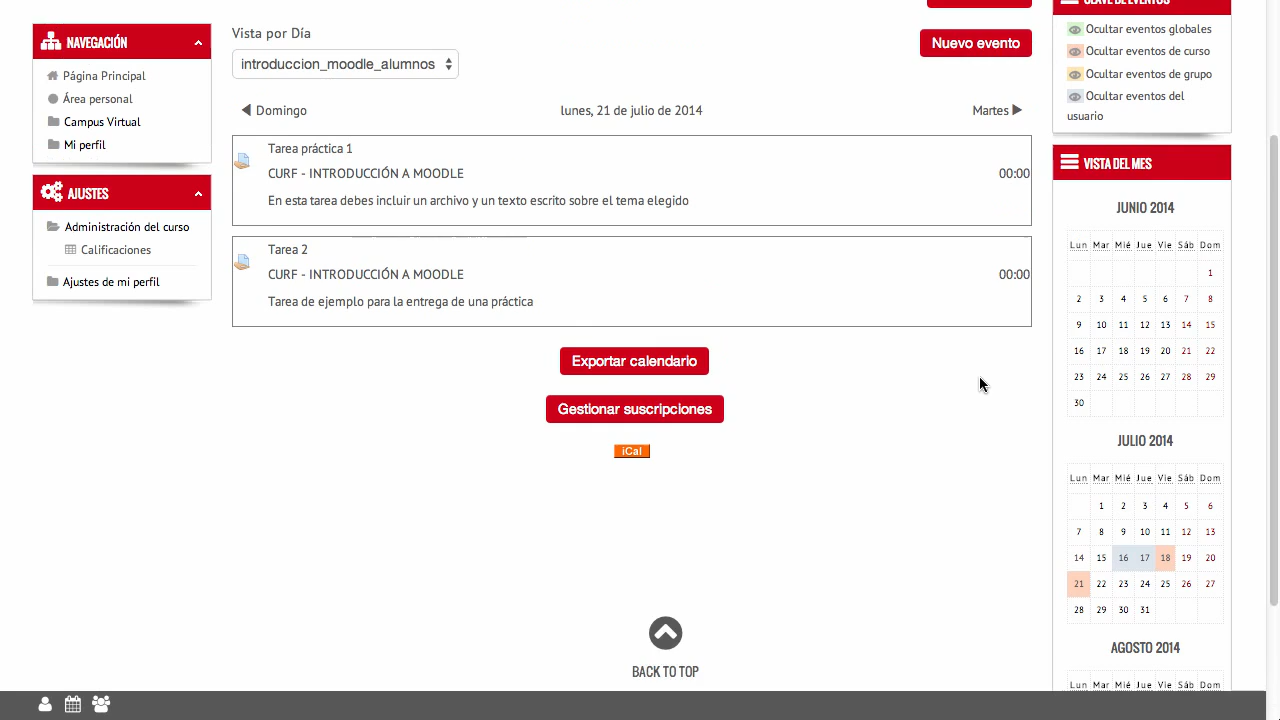 NAVEGACIÓN
Página Principal
Área personal
Campus Virtual
Mi perfil
AJUSTES
Administración del curso
Calificaciones
Ajustes de mi perfil
Vista por Día
Nuevo evento
introduccion_moodle_alumnos
Domingo
lunes, 21 de julio de 2014
Martes
Tarea práctica 1
CURF - INTRODUCCIÓN A MOODLE
00:00
En esta tarea debes incluir un archivo y un texto escrito sobre el tema elegido
Tarea 2
CURF - INTRODUCCIÓN A MOODLE
00:00
Tarea de ejemplo para la entrega de una práctica
Exportar calendario
Gestionar suscripciones
iCal
BACK TO TOP
CLAVE DE EVENTOS
Ocultar eventos globales
Ocultar eventos de curso
Ocultar eventos de grupo
Ocultar eventos del
usuario
VISTA DEL MES
JUNIO 2014
Lun Mar Mié Jue Vie Sáb Dom
1
2 3 4 5 6 7 8
9 10 11 12 13 14 15
16 17 18 19 20 21 22
23 24 25 26 27 28 29
30
JULIO 2014
Lun Mar Mié Jue Vie Sáb Dom
1 2 3 4 5 6
7 8 9 10 11 12 13
14 15 16 17 18 19 20
21 22 23 24 25 26 27
28 29 30 31
AGOSTO 2014
Lun Mar Mié Jue Vie Sáb Dom